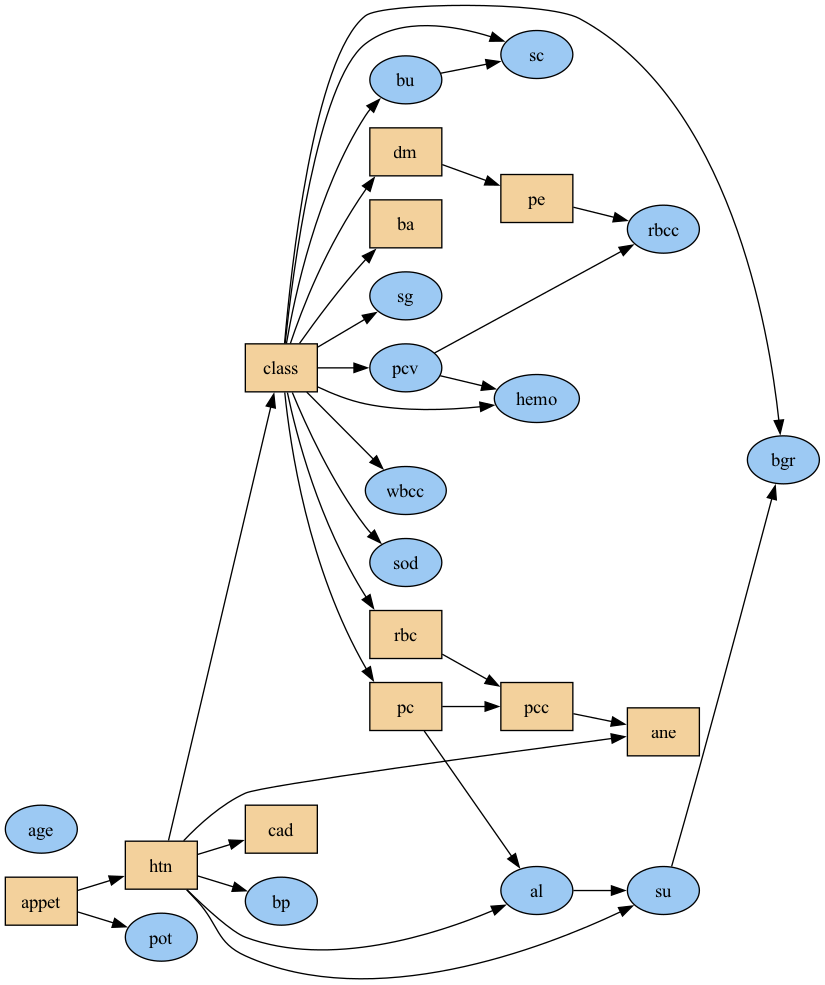 sc
bu
dm
pe
ba
rbcc
sg
class
pcv
hemo
bgr
wbcc
sod
rbc
pc
pcc
ane
age
cad
htn
appet
bp
al
su
pot